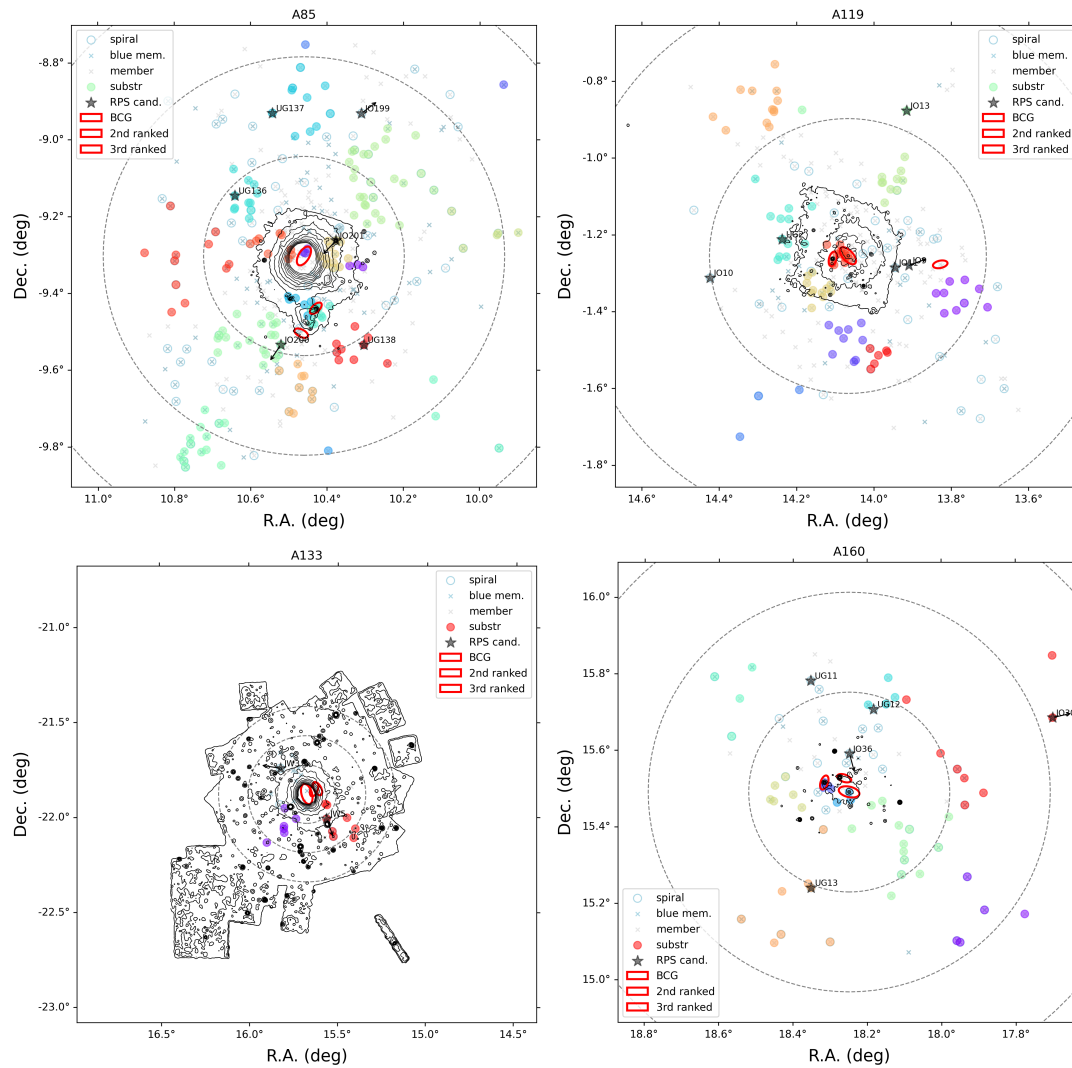 A85
spiral
blue mem.
member
substr
RPS cand.
BCG
2nd ranked
3rd ranked
UG137
JO199
UG136
JO201
JO200
UG138
-8.8°
-9.0°
-9.2°
-9.4°
-9.6°
-9.8°
Dec. (deg)
11.0°
10.8°
10.6°
10.4°
10.2°
10.0°
R.A. (deg)
A119
spiral
blue mem.
member
substr
RPS cand.
BCG
2nd ranked
3rd ranked
JO13
JO10
-0.8°
-1.0°
-1.2°
-1.4°
-1.6°
-1.8°
Dec. (deg)
14.6°
14.4°
14.2°
14.0°
13.8°
13.6°
R.A. (deg)
A133
spiral
blue mem.
member
substr
RPS cand.
BCG
2nd ranked
3rd ranked
-21.0°
-21.5°
-22.0°
-22.5°
-23.0°
Dec. (deg)
16.5°
16.0°
15.5°
15.0°
14.5°
R.A. (deg)
A160
UG11
UG12
JO36
UG13
spiral
blue mem.
member
substr
RPS cand.
BCG
2nd ranked
3rd ranked
16.0°
15.8°
15.6°
15.4°
15.2°
15.0°
Dec. (deg)
18.8°
18.6°
18.4°
18.2°
18.0°
17.8°
R.A. (deg)